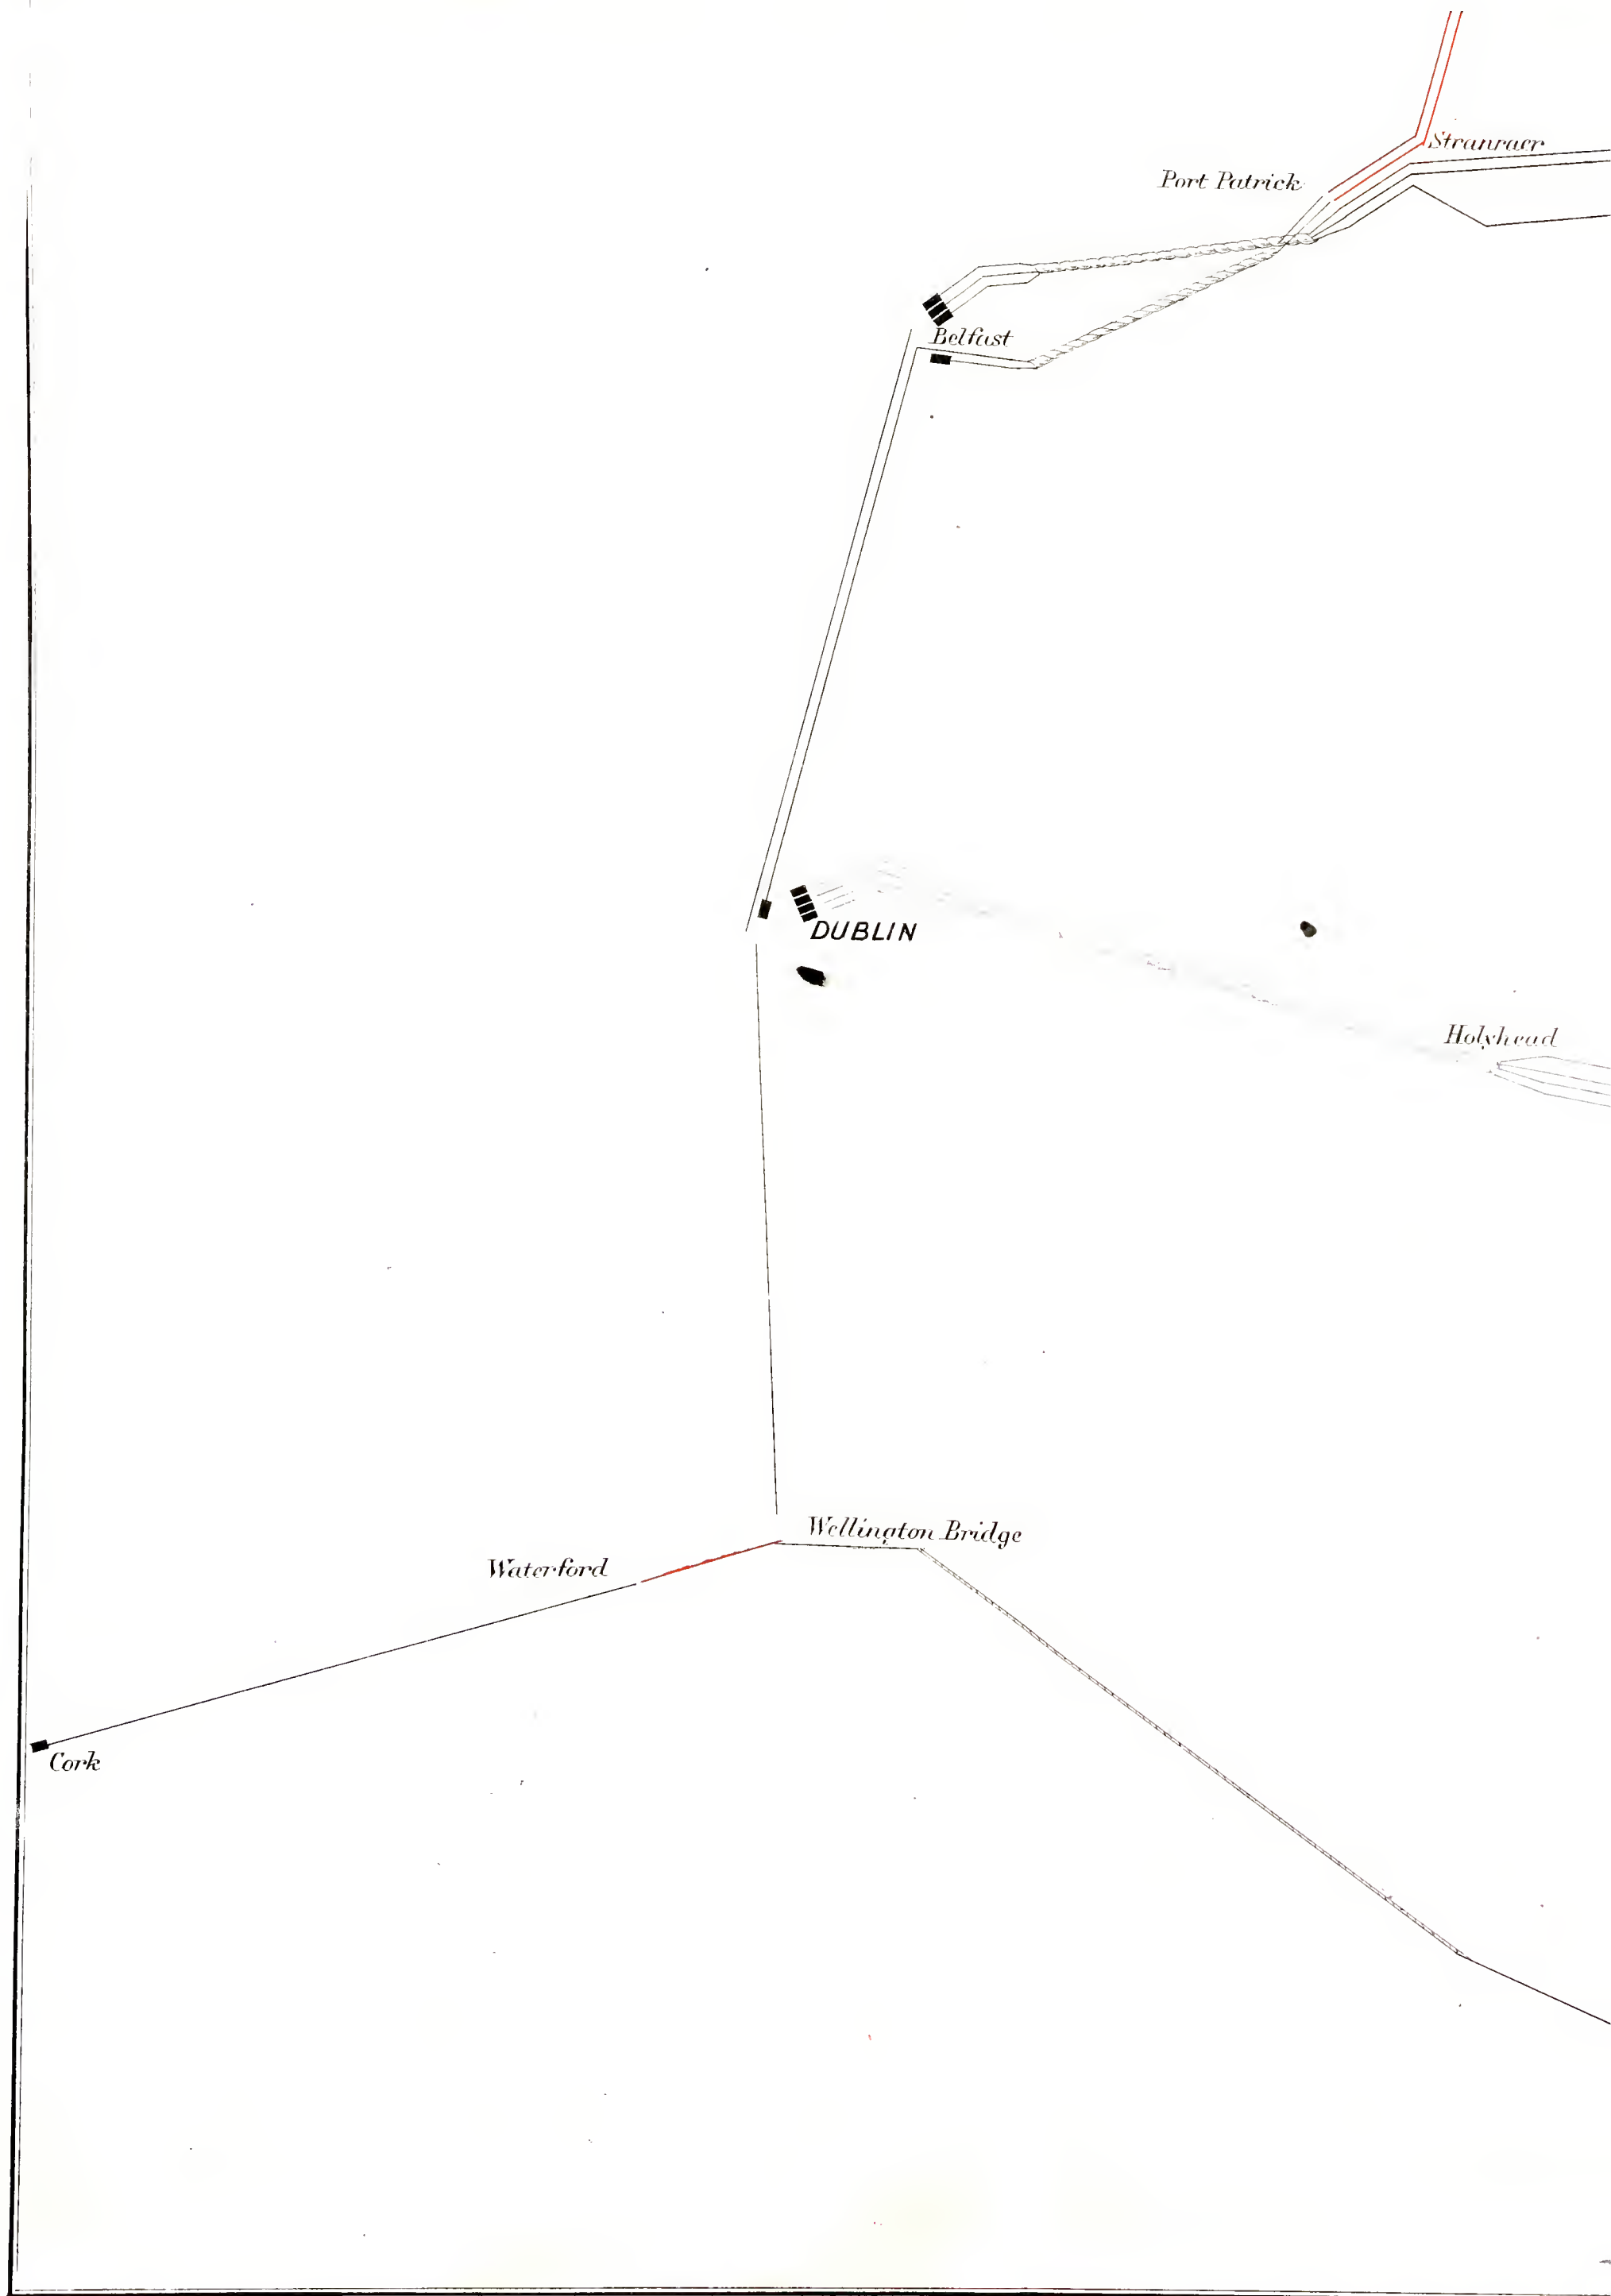 Stranraer
Port Patrick
Belfast
DUBLIN
Holyhead
Wellington Bridge
Waterford
Cork